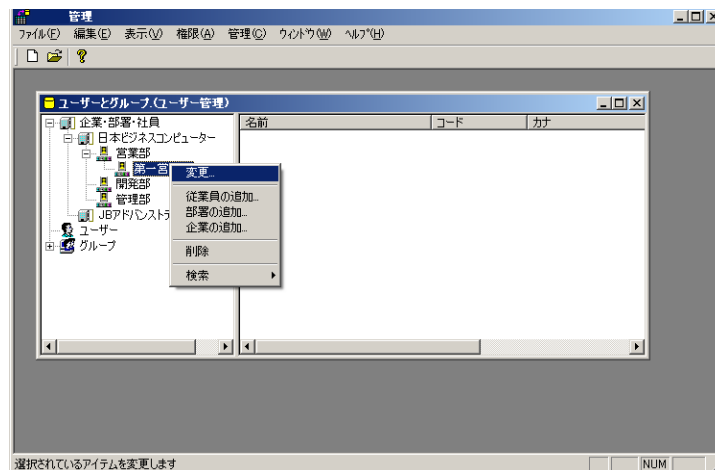 管理
ファイル(F) 編集(E) 表示(V) 権限(A) 管理(C) ウィンドウ(W) ヘルプ(H)
ユーザーとグループ.(ユーザー管理)
企業・部署・社員
名前 コード カナ
日本ビジネスコンピューター
営業部
第一営
変更...
開発部
従業員の追加...
管理部
部署の追加...
JBアドバンストテ
企業の追加...
ユーザー
グループ
削除
検索
選択されているアイテムを変更します
NUM